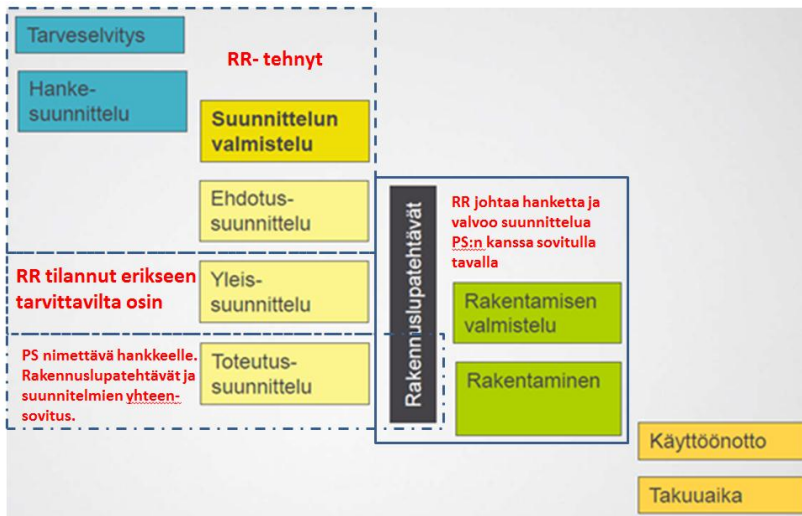 Tarveselvitys
RR- tehnyt
Hanke-
suunnittelu
Suunnittelun
valmistelu
Ehdotus-
suunnittelu
RR tilannut erikseen
tarvittavilta osin
Yleis-
suunnittelu
PS nimettävä hankkeelle.
Rakennuslupatehtävät ja
suunnitelmien yhteen-
sovitus.
Toteutus-
suunnittelu
Rakennuslupatehtävät
RR johtaa hanketta ja
valvoo suunnittelua
PS:n kanssa sovitulla
tavalla
Rakentamisen
valmistelu
Rakentaminen
Käyttöönotto
Takuuaika